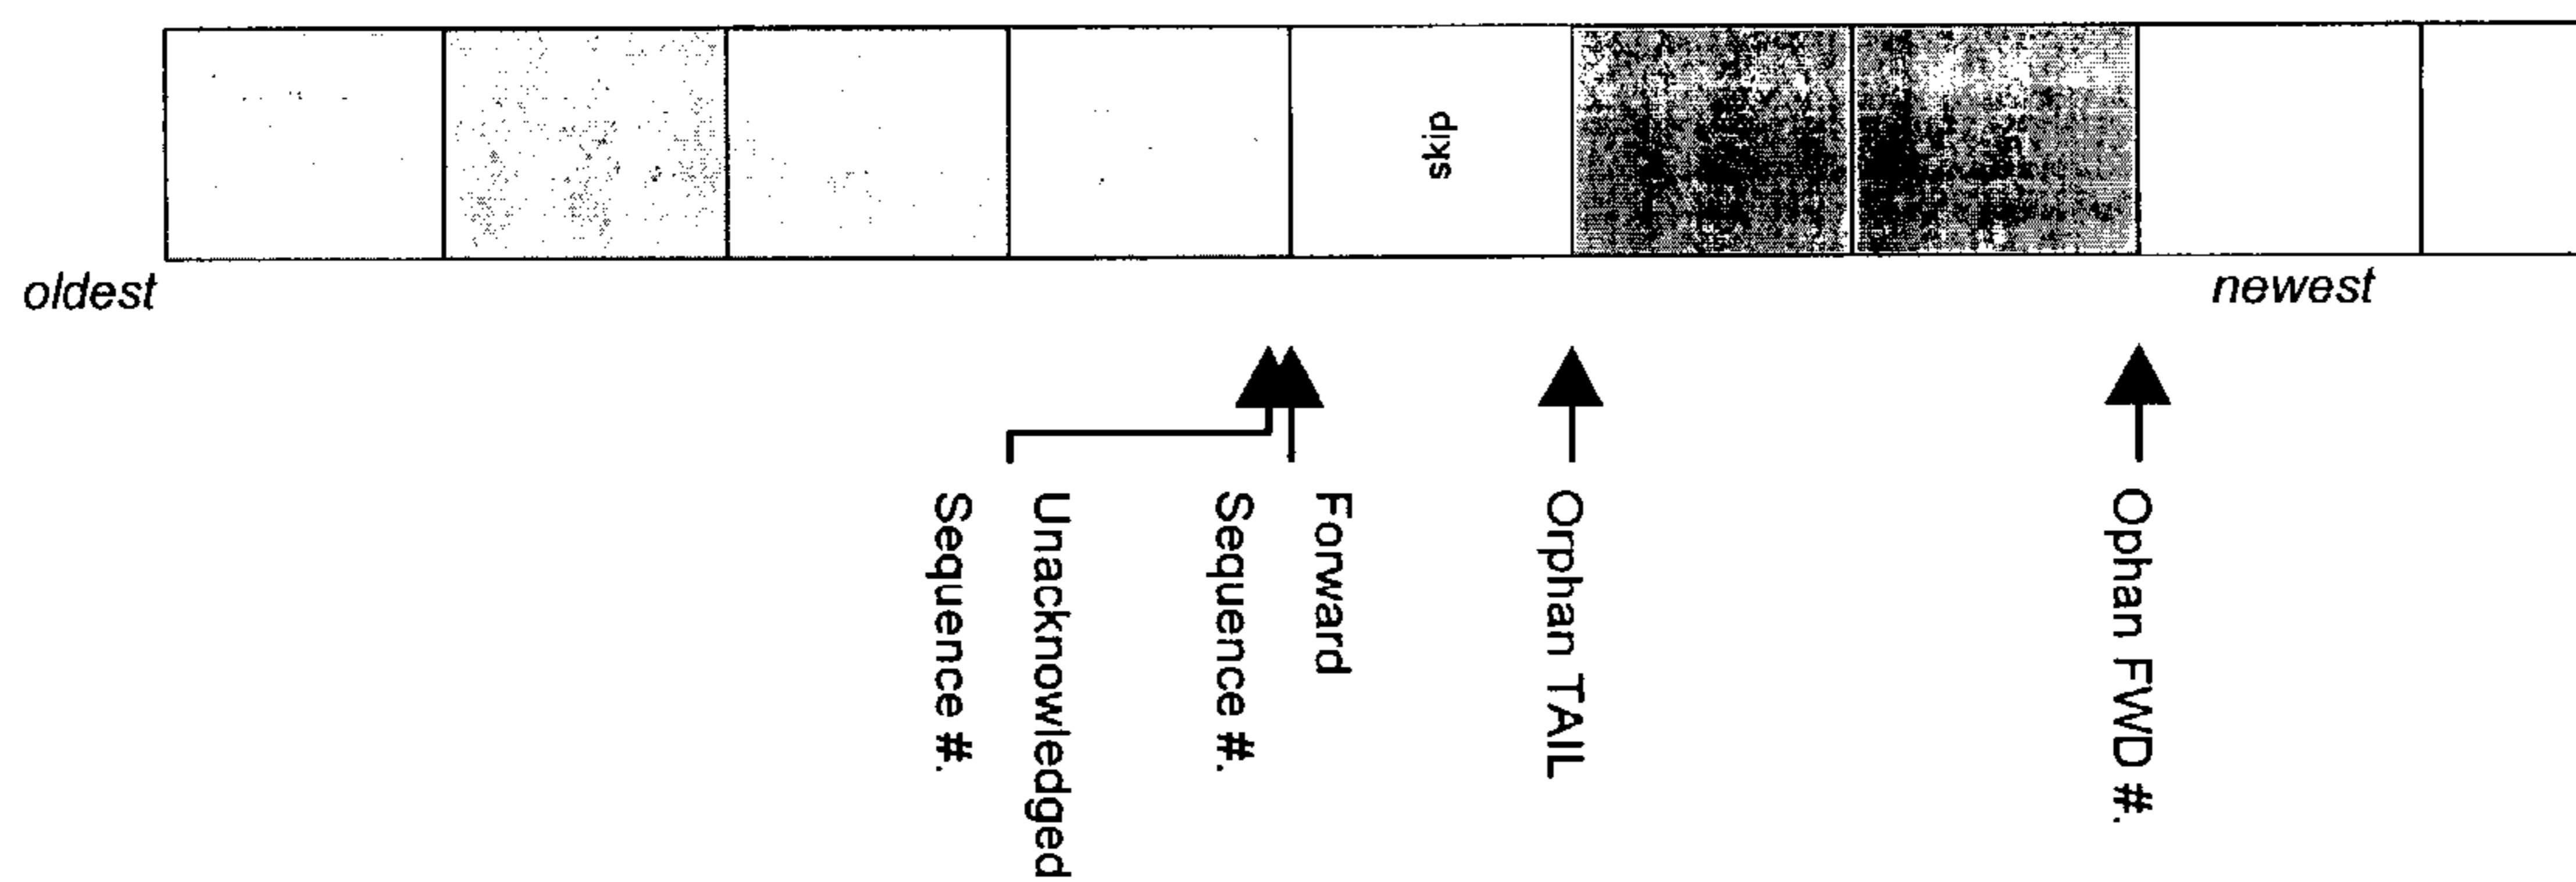 skip
oldest
newest
Unacknowledged
Sequence #.
Forward
Sequence #.
Orphan TAIL
Ophan FWD #.